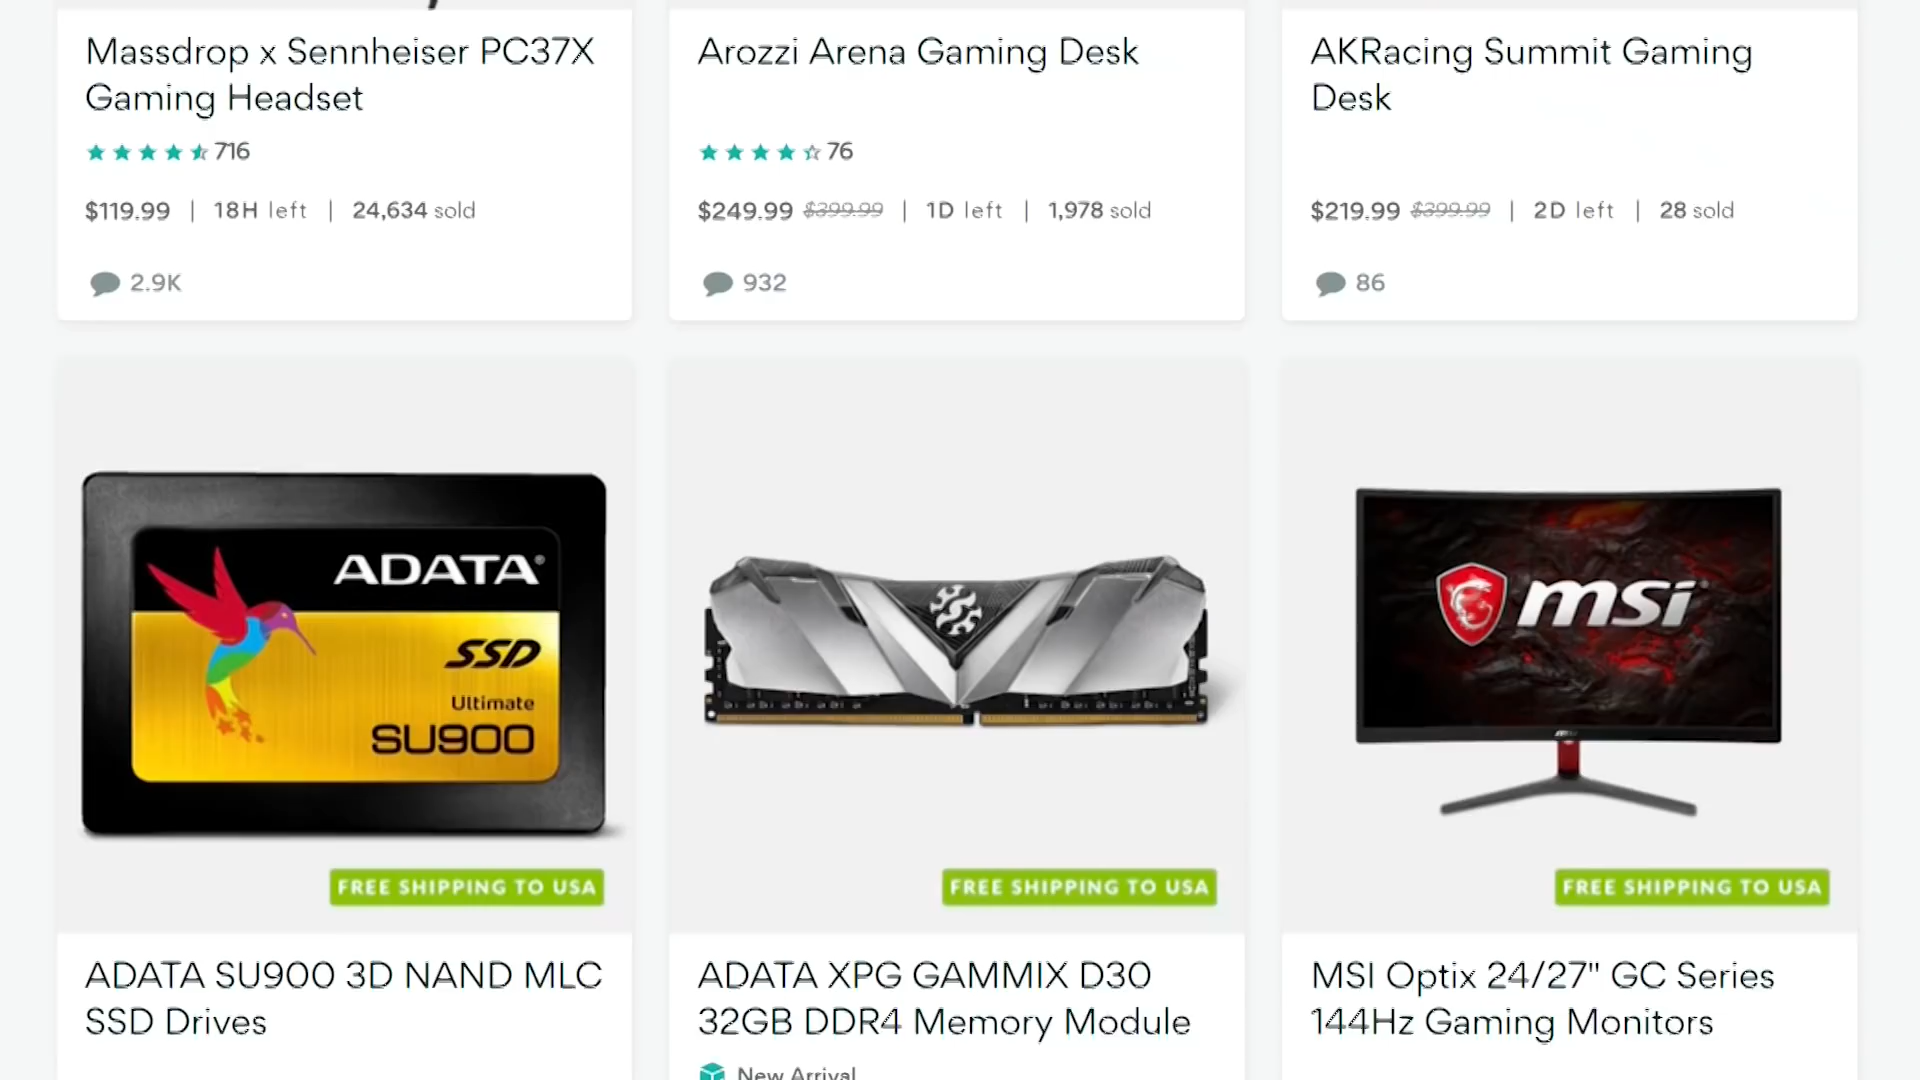 Massdrop x Sennheiser PC37X
Gaming Headset
716
$119.99 | 18H left | 24,634 sold
2.9K
Arozzi Arena Gaming Desk
76
$249.99 $399.99 | 1D left | 1,978 sold
932
AKRacing Summit Gaming
Desk
$219.99 $399.99 | 2D left | 28 sold
86
ADATA®
SSD
Ultimate
SU900
FREE SHIPPING TO USA
ADATA SU900 3D NAND MLC
SSD Drives
FREE SHIPPING TO USA
ADATA XPG GAMMIX D30
32GB DDR4 Memory Module
New Arrival
msi
FREE SHIPPING TO USA
MSI Optix 24/27" GC Series
144Hz Gaming Monitors